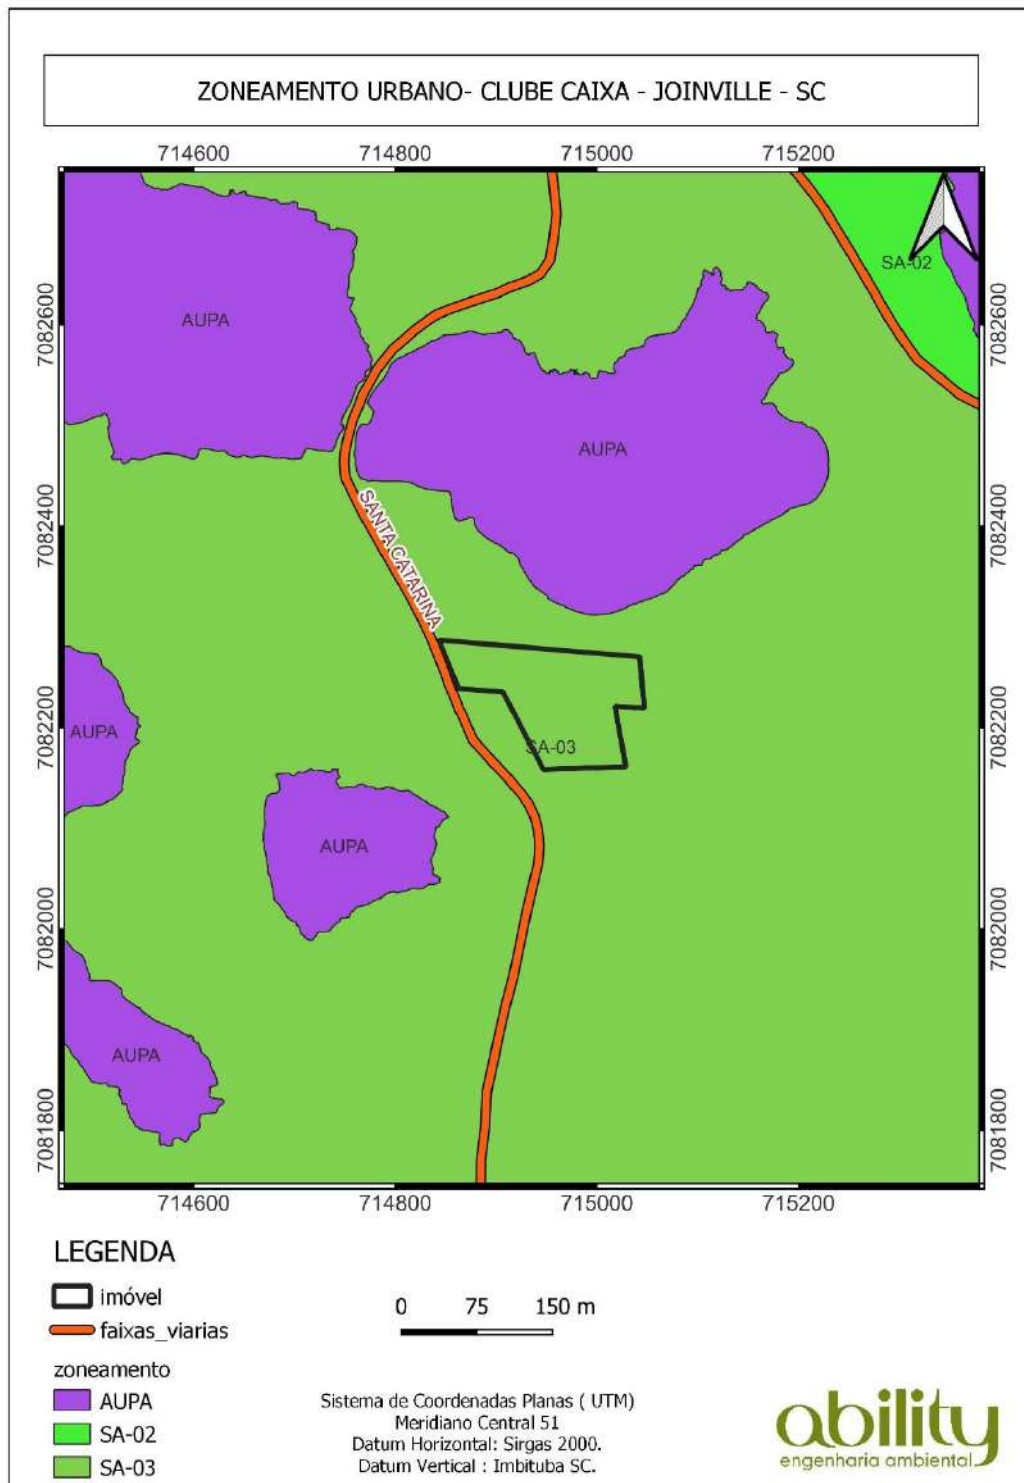 ZONEAMENTO URBANO- CLUBE CAIXA - JOINVILLE - SC
714600 714800 715000 715200
7082600 7082600
7082400 7082400
7082200 7082200
7082000 7082000
7081800 7081800
SA-02
AUPA
AUPA
SANTA CATARINA
AUPA
SA-03
AUPA
AUPA
714600 714800 715000 715200
LEGENDA
imóvel
faixas_viarias
zoneamento
AUPA
SA-02
SA-03
0 75 150 m
Sistema de Coordenadas Planas ( UTM)
Meridiano Central 51
Datum Horizontal: Sirgas 2000.
Datum Vertical : Imbituba SC.
ability
engenharia ambiental